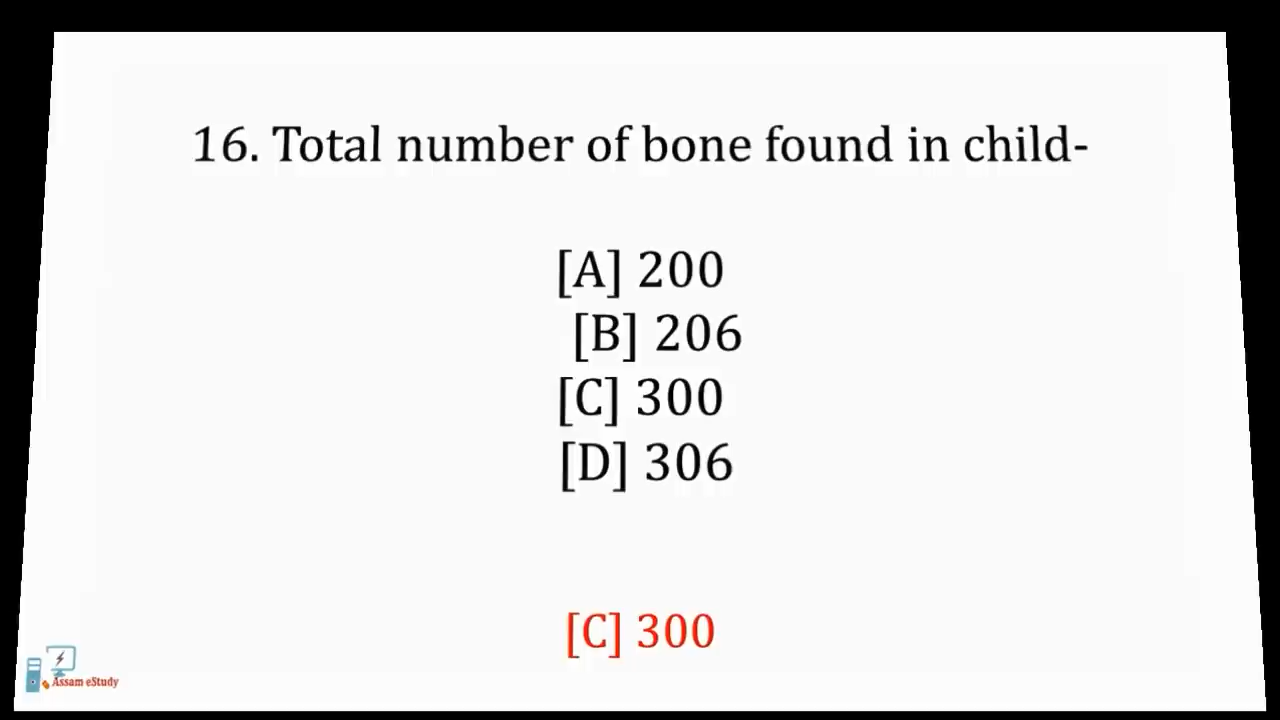 16. Total number of bone found in child-
[A] 200
[B] 206
[C] 300
[D] 306
[C] 300
Assam eStudy